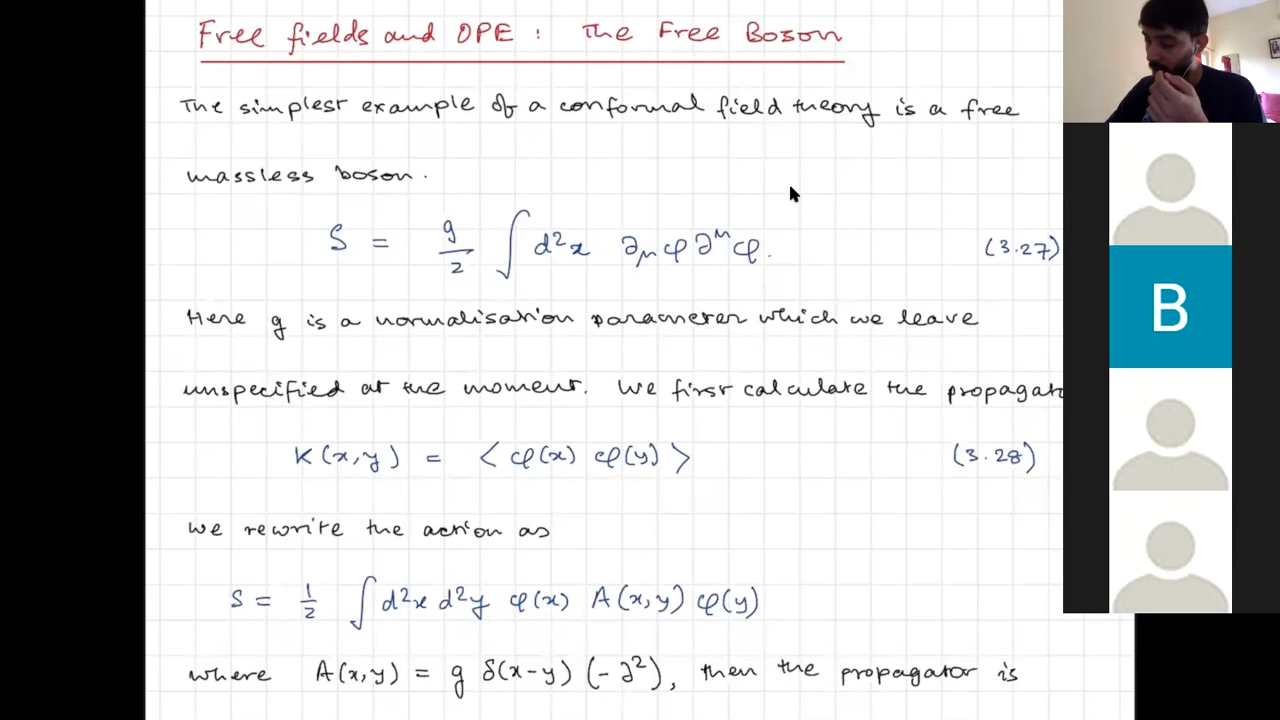 Free fields and OPE : The Free Boson
The simplest example of a conformal field theory is a free
massless boson.
S = g/2 ∫ d²x ∂μφ ∂^μφ. (3.27)
Here g is a normalisation parameter which we leave
unspecified at the moment. We first calculate the propagato
K(x,y) = ⟨φ(x) φ(y)⟩ (3.28)
We rewrite the action as
S = 1/2 ∫ d²x d²y φ(x) A(x,y) φ(y)
where A(x,y) = g δ(x-y) (-∂²), then the propagator is
B